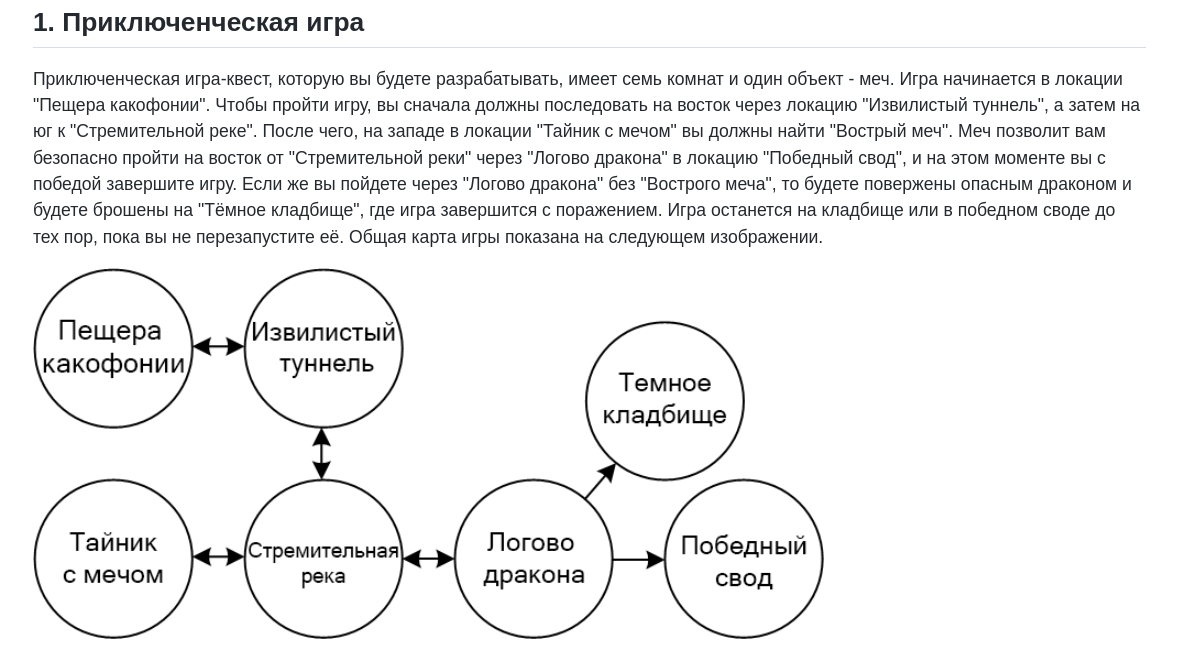 1. Приключенческая игра
Приключенческая игра-квест, которую вы будете разрабатывать, имеет семь комнат и один объект - меч. Игра начинается в локации
"Пещера какофонии". Чтобы пройти игру, вы сначала должны последовать на восток через локацию "Извилистый туннель", а затем на
юг к "Стремительной реке". После чего, на западе в локации "Тайник с мечом" вы должны найти "Вострый меч". Меч позволит вам
безопасно пройти на восток от "Стремительной реки" через "Логово дракона" в локацию "Победный свод", и на этом моменте вы с
победой завершите игру. Если же вы пойдете через "Логово дракона" без "Вострого меча", то будете повержены опасным драконом и
будете брошены на "Тёмное кладбище", где игра завершится с поражением. Игра останется на кладбище или в победном своде до
тех пор, пока вы не перезапустите её. Общая карта игры показана на следующем изображении.
Пещера
какофонии
Извилистый
туннель
Темное
кладбище
Тайник
с мечом
Стремительная
река
Логово
дракона
Победный
свод